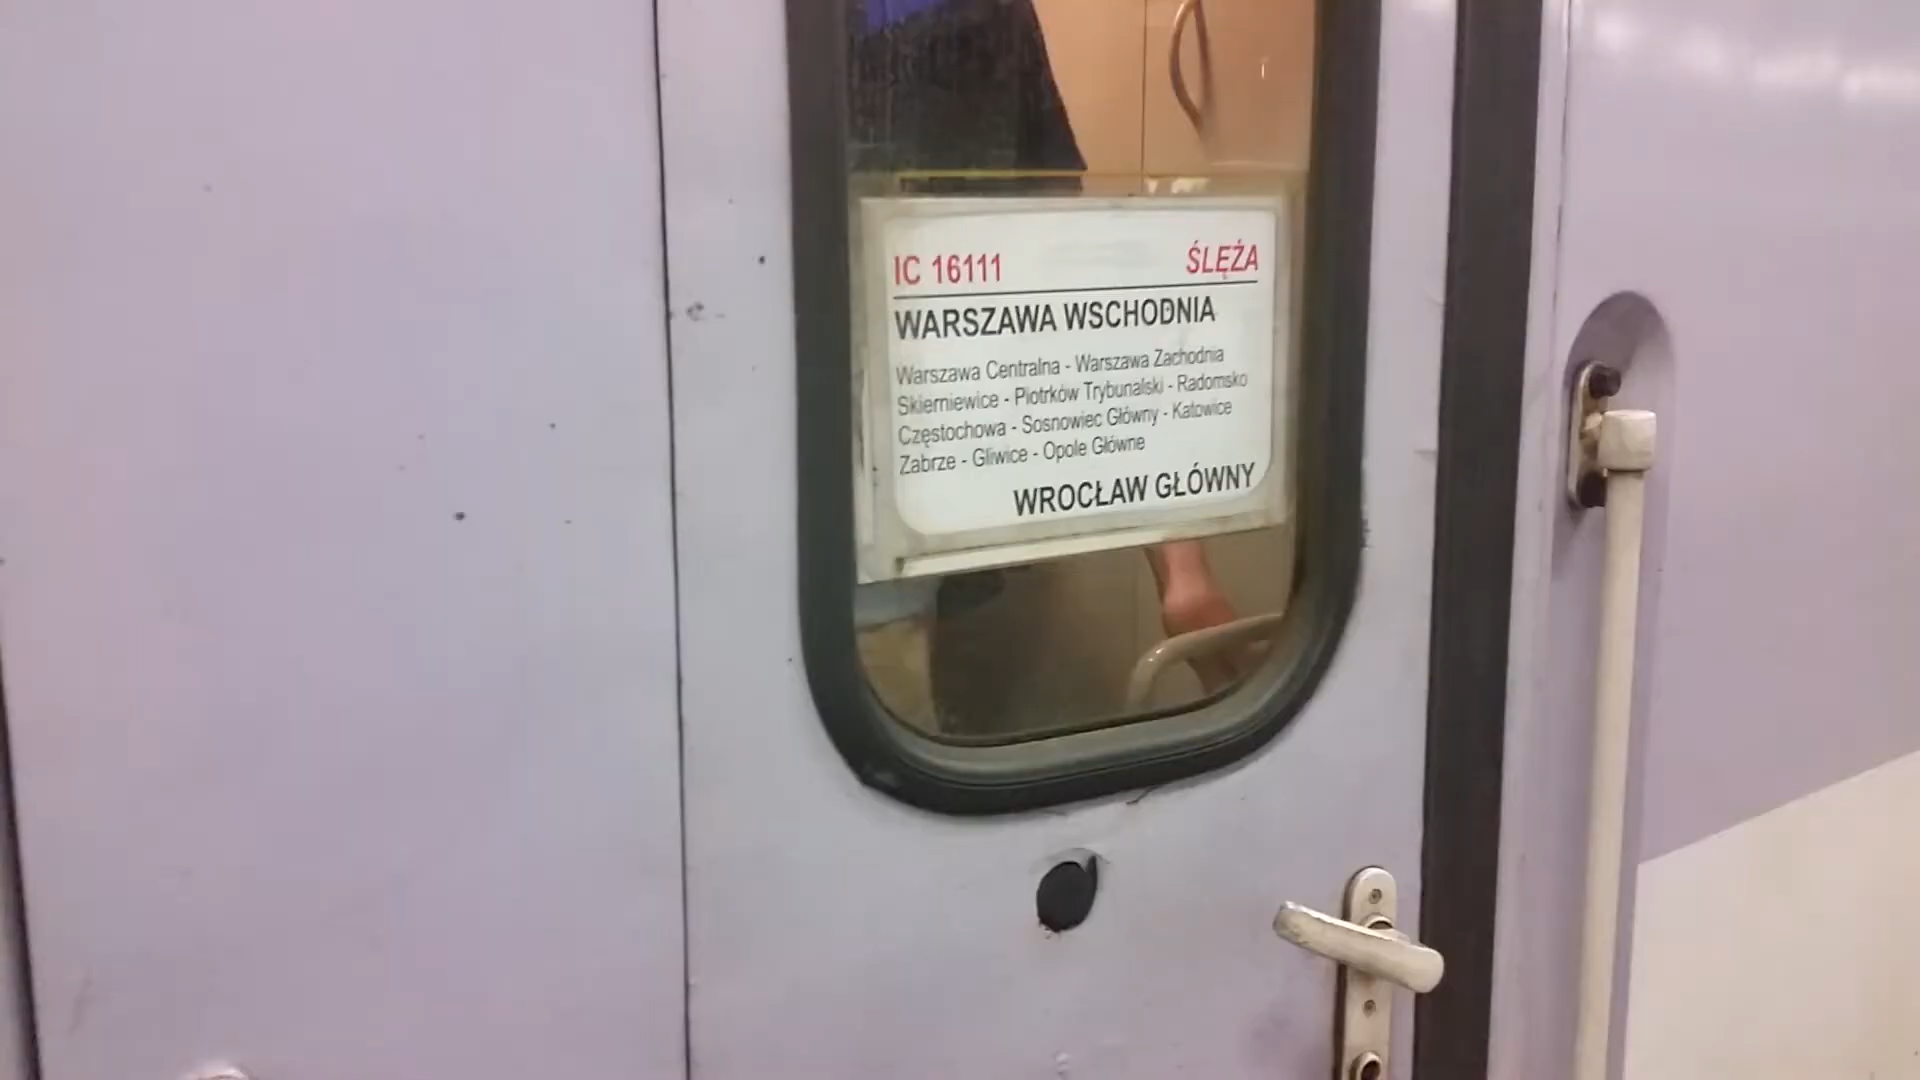 IC 16111 ŚLĘŻA
WARSZAWA WSCHODNIA
Warszawa Centralna - Warszawa Zachodnia
Skierniewice - Piotrków Trybunalski - Radomsko
Częstochowa - Sosnowiec Główny - Katowice
Zabrze - Gliwice - Opole Główne
WROCŁAW GŁÓWNY